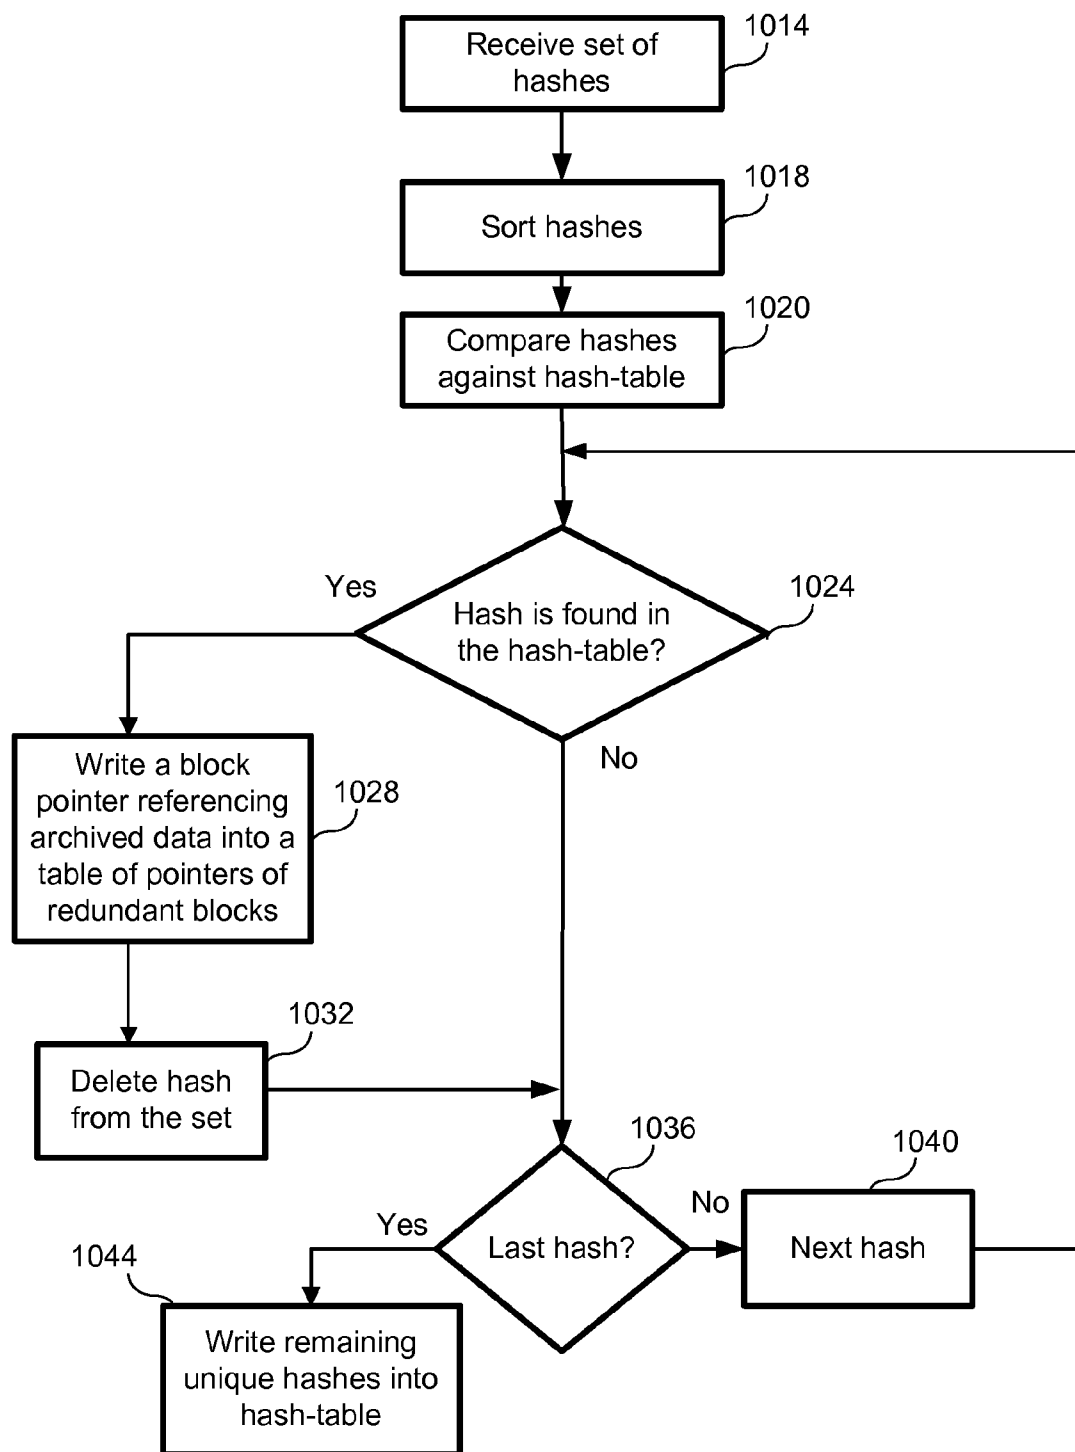 1014
Receive set of
hashes
1018
Sort hashes
1020
Compare hashes
against hash-table
Yes
1024
Hash is found in
the hash-table?
No
Write a block
pointer referencing
archived data into a
table of pointers of
redundant blocks
1028
1032
Delete hash
from the set
1036
1040
No
Yes
Last hash?
Next hash
1044
Write remaining
unique hashes into
hash-table